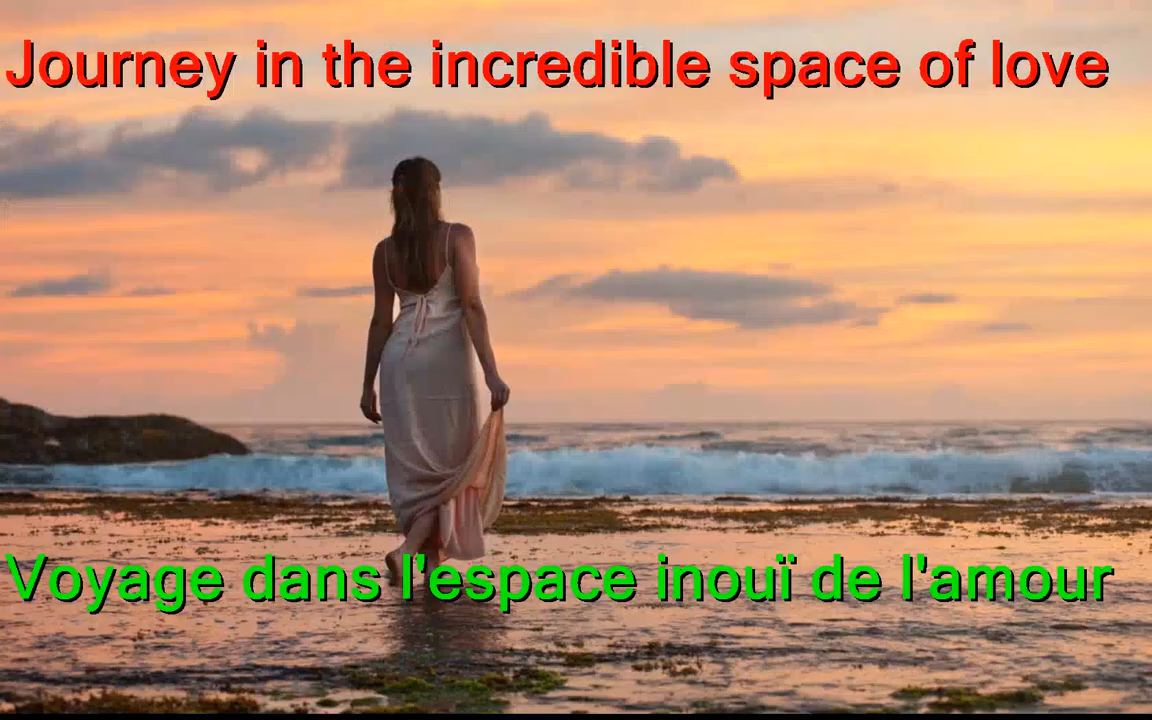 Journey in the incredible space of love
Voyage dans l'espace inouï de l'amour